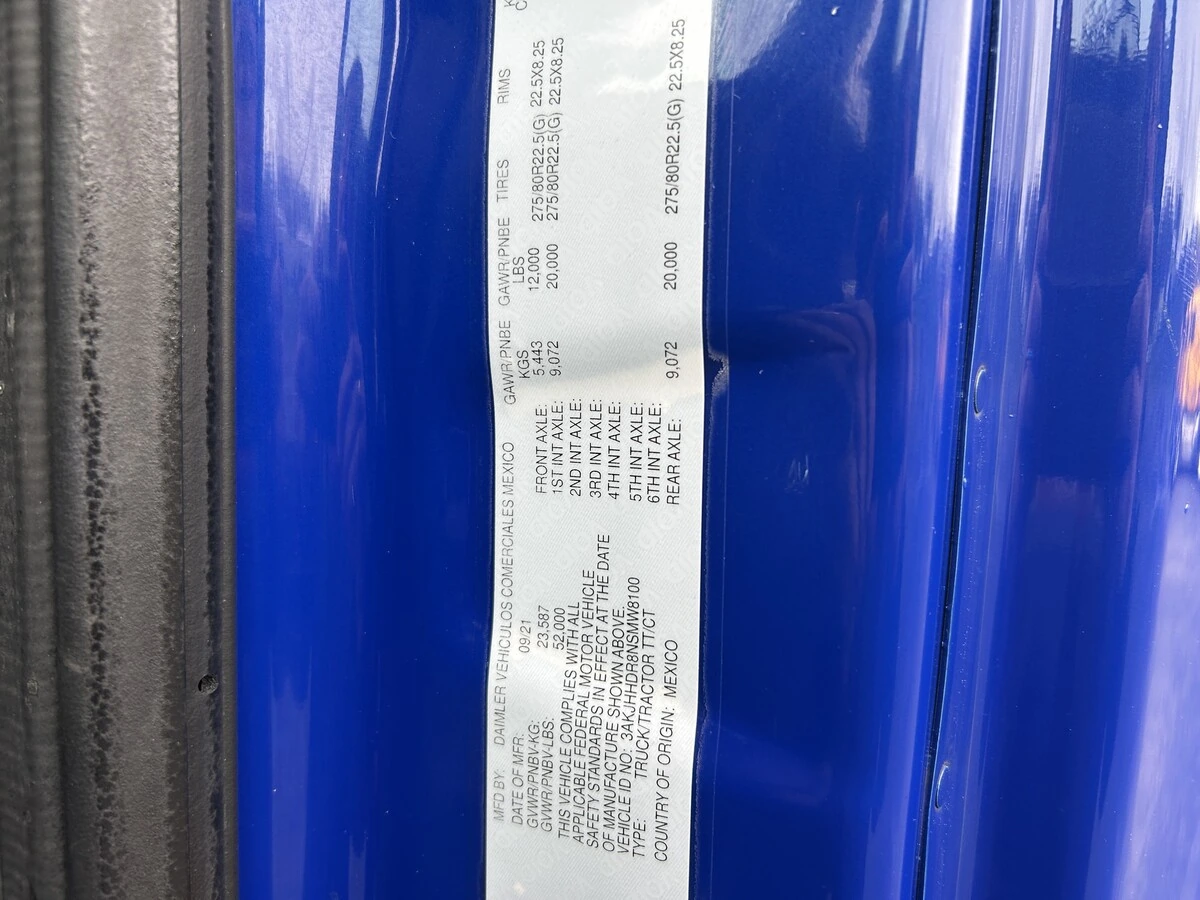 MFD BY: DAIMLER VEHICULOS COMERCIALES MEXICO
DATE OF MFR: 09/21
GVWR/PNBV-KG: 23,587
GVWR/PNBV-LBS: 52,000
THIS VEHICLE COMPLIES WITH ALL
APPLICABLE FEDERAL MOTOR VEHICLE
SAFETY STANDARDS IN EFFECT AT THE DATE
OF MANUFACTURE SHOWN ABOVE.
VEHICLE ID NO: 3AKJHHDR8NSMW8100
TYPE: TRUCK/TRACTOR TT/CT
COUNTRY OF ORIGIN: MEXICO
GAWR/PNBE GAWR/PNBE TIRES RIMS
KGS LBS
FRONT AXLE: 5,443 12,000 275/80R22.5(G) 22.5X8.25
1ST INT AXLE: 9,072 20,000 275/80R22.5(G) 22.5X8.25
2ND INT AXLE:
3RD INT AXLE:
4TH INT AXLE:
5TH INT AXLE:
6TH INT AXLE:
REAR AXLE: 9,072 20,000 275/80R22.5(G) 22.5X8.25